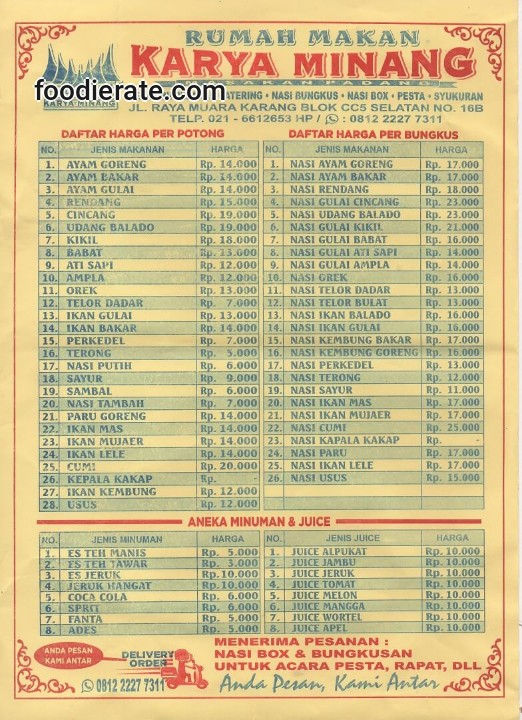 RUMAH MAKAN
KARYA MINANG
MASAKAN PADANG
foodierate.com
KARYA MINANG
CATERING • NASI BUNGKUS • NASI BOX • PESTA • SYUKURAN
JL. RAYA MUARA KARANG BLOK CC5 SELATAN NO. 16B
TELP. 021 - 6612653 HP / 0812 2227 7311
DAFTAR HARGA PER POTONG
NO. JENIS MAKANAN HARGA
1. AYAM GORENG Rp. 14.000
2. AYAM BAKAR Rp. 14.000
3. AYAM GULAI Rp. 14.000
4. RENDANG Rp. 15.000
5. CINCANG Rp. 19.000
6. UDANG BALADO Rp. 19.000
7. KIKIL Rp. 18.000
8. BABAT Rp. 13.000
9. ATI SAPI Rp. 12.000
10. AMPLA Rp. 12.000
11. OREK Rp. 13.000
12. TELOR DADAR Rp. 7.000
13. IKAN GULAI Rp. 13.000
14. IKAN BAKAR Rp. 14.000
15. PERKEDEL Rp. 7.000
16. TERONG Rp. 5.000
17. NASI PUTIH Rp. 6.000
18. SAYUR Rp. 9.000
19. SAMBAL Rp. 6.000
20. NASI TAMBAH Rp. 7.000
21. PARU GORENG Rp. 14.000
22. IKAN MAS Rp. 14.000
23. IKAN MUJAER Rp. 14.000
24. IKAN LELE Rp. 14.000
25. CUMI Rp. 20.000
26. KEPALA KAKAP Rp.
27. IKAN KEMBUNG Rp. 12.000
28. USUS Rp. 12.000
DAFTAR HARGA PER BUNGKUS
NO. JENIS MAKANAN HARGA
1. NASI AYAM GORENG Rp. 17.000
2. NASI AYAM BAKAR Rp. 17.000
3. NASI RENDANG Rp. 18.000
4. NASI GULAI CINCANG Rp. 23.000
5. NASI UDANG BALADO Rp. 23.000
6. NASI GULAI KIKIL Rp. 21.000
7. NASI GULAI BABAT Rp. 16.000
8. NASI GULAI ATI SAPI Rp. 14.000
9. NASI GULAI AMPLA Rp. 14.000
10. NASI OREK Rp. 16.000
11. NASI TELOR DADAR Rp. 13.000
12. NASI TELOR BULAT Rp. 13.000
13. NASI IKAN BALADO Rp. 16.000
14. NASI IKAN GULAI Rp. 16.000
15. NASI KEMBUNG BAKAR Rp. 17.000
16. NASI KEMBUNG GORENG Rp. 16.000
17. NASI PERKEDEL Rp. 13.000
18. NASI TERONG Rp. 12.000
19. NASI SAYUR Rp. 11.000
20. NASI IKAN MAS Rp. 17.000
21. NASI IKAN MUJAER Rp. 17.000
22. NASI CUMI Rp. 25.000
23. NASI KAPALA KAKAP Rp.
24. NASI PARU Rp. 17.000
25. NASI IKAN LELE Rp. 17.000
26. NASI USUS Rp. 15.000
ANEKA MINUMAN & JUICE
NO. JENIS MINUMAN HARGA
1. ES TEH MANIS Rp. 5.000
2. ES TEH TAWAR Rp. 3.000
3. ES JERUK Rp. 10.000
4. JERUK HANGAT Rp. 10.000
5. COCA COLA Rp. 6.000
6. SPRIT Rp. 6.000
7. FANTA Rp. 5.000
8. ADES Rp. 5.000
NO. JENIS JUICE HARGA
1. JUICE ALPUKAT Rp. 10.000
2. JUICE JAMBU Rp. 10.000
3. JUICE JERUK Rp. 10.000
4. JUICE TOMAT Rp. 10.000
5. JUICE MELON Rp. 10.000
6. JUICE MANGGA Rp. 10.000
7. JUICE WORTEL Rp. 10.000
8. JUICE APEL Rp. 10.000
ANDA PESAN
KAMI ANTAR
DELIVERY
ORDER
0812 2227 7311
MENERIMA PESANAN :
NASI BOX & BUNGKUSAN
UNTUK ACARA PESTA, RAPAT, DLL
Anda Pesan, Kami Antar